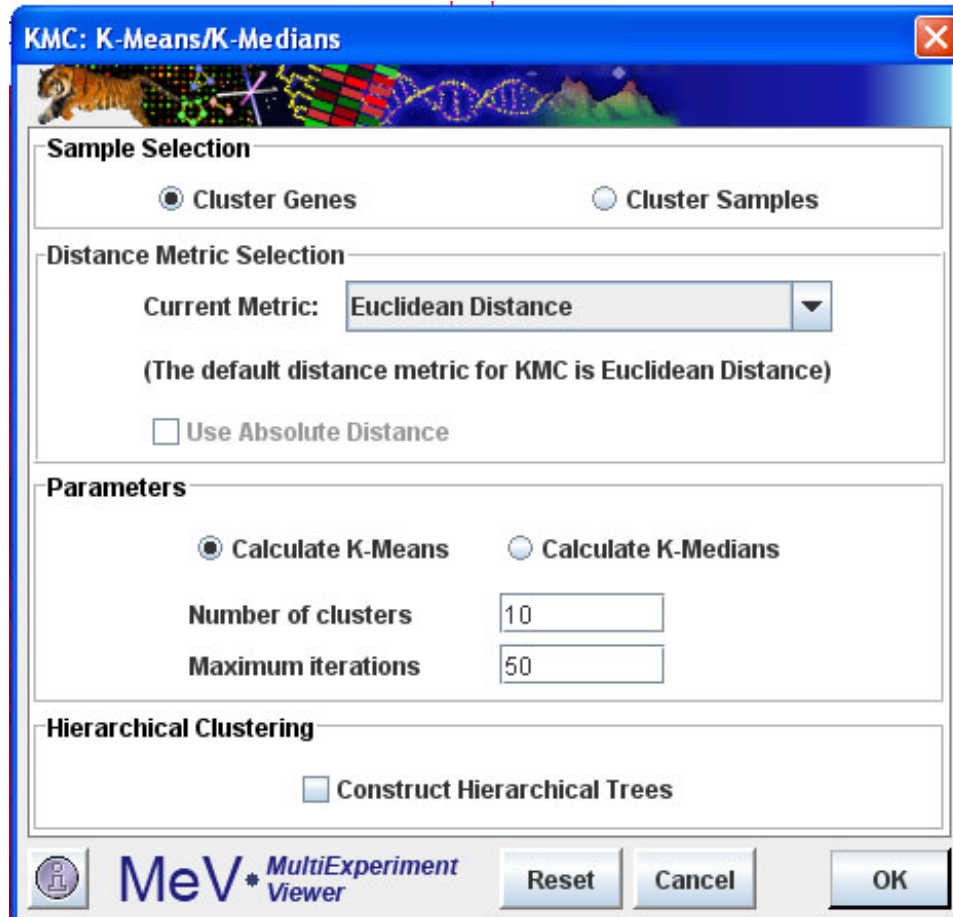 KMC: K-Means/K-Medians
Sample Selection
Cluster Genes Cluster Samples
Distance Metric Selection
Current Metric: Euclidean Distance
(The default distance metric for KMC is Euclidean Distance)
Use Absolute Distance
Parameters
Calculate K-Means Calculate K-Medians
Number of clusters 10
Maximum iterations 50
Hierarchical Clustering
Construct Hierarchical Trees
MeV MultiExperiment Viewer Reset Cancel OK